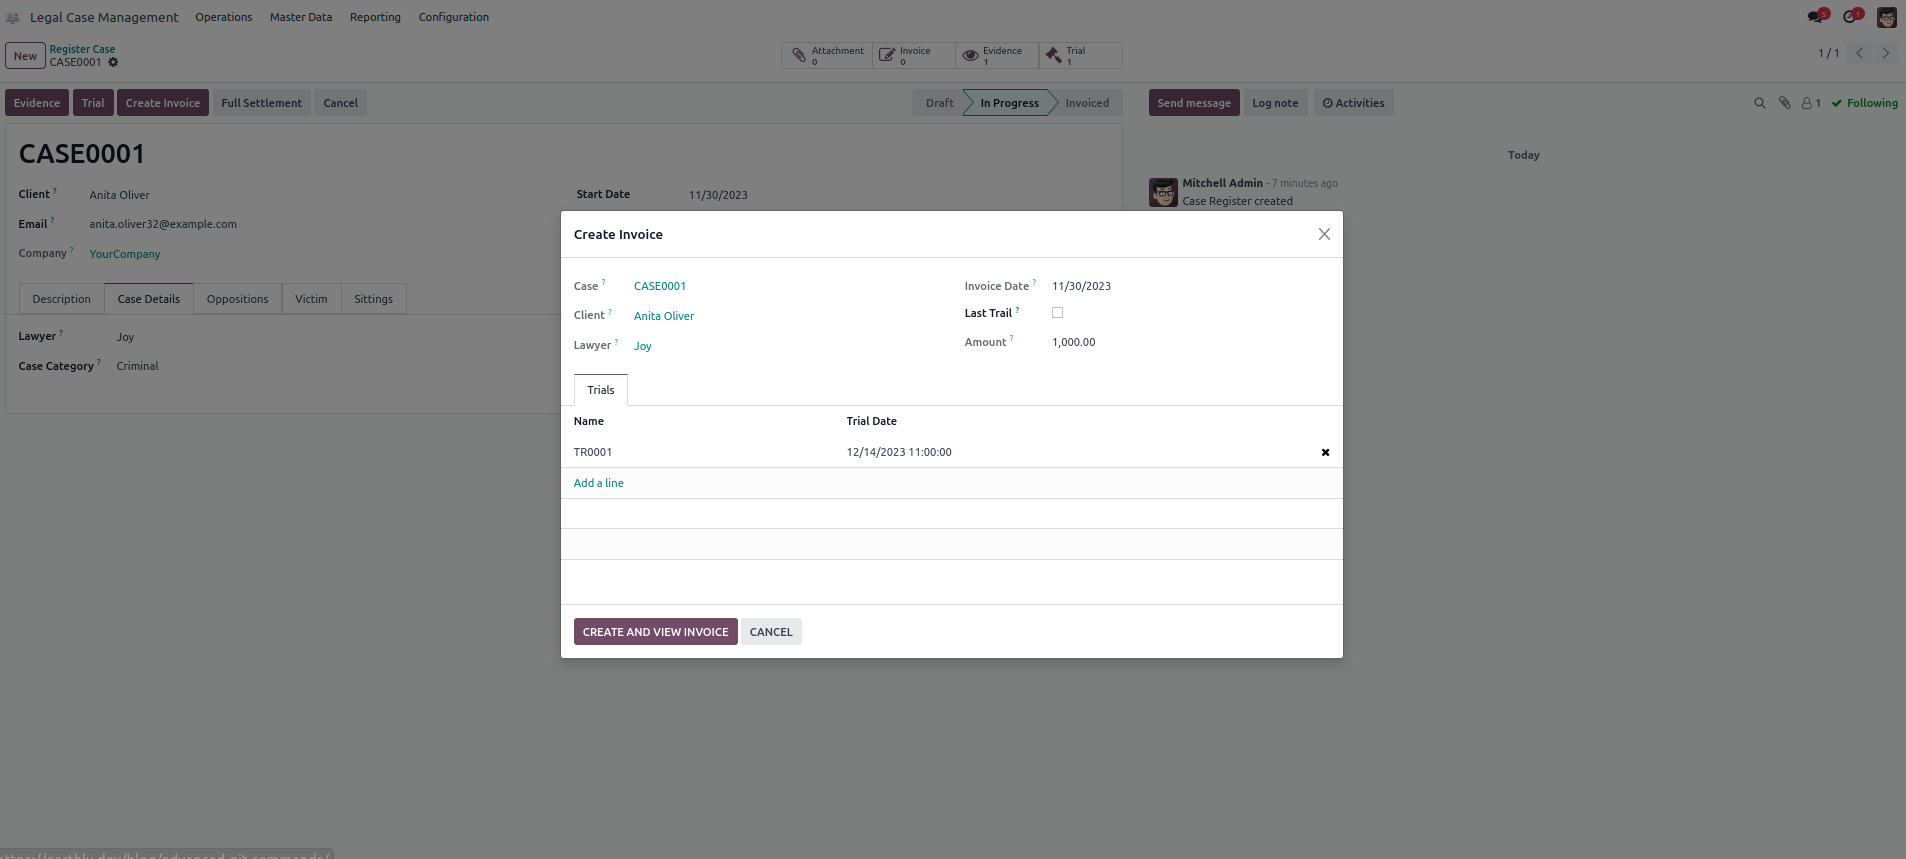 Legal Case Management Operations Master Data Reporting Configuration 5 1
New Register Case
CASE0001
Attachment 0 Invoice 0 Evidence 1 Trial 1
1 / 1
Evidence Trial Create Invoice Full Settlement Cancel Draft In Progress Invoiced
Send message Log note Activities 1 Following
CASE0001
Client ? Anita Oliver Start Date 11/30/2023
Email ? anita.oliver32@example.com
Company ? YourCompany
Description Case Details Oppositions Victim Sittings
Lawyer ? Joy
Case Category ? Criminal
Today
Mitchell Admin - 7 minutes ago
Case Register created
Create Invoice
Case ? CASE0001 Invoice Date ? 11/30/2023
Client ? Anita Oliver Last Trail ?
Lawyer ? Joy Amount ? 1,000.00
Trials
Name Trial Date
TR0001 12/14/2023 11:00:00
Add a line
CREATE AND VIEW INVOICE CANCEL